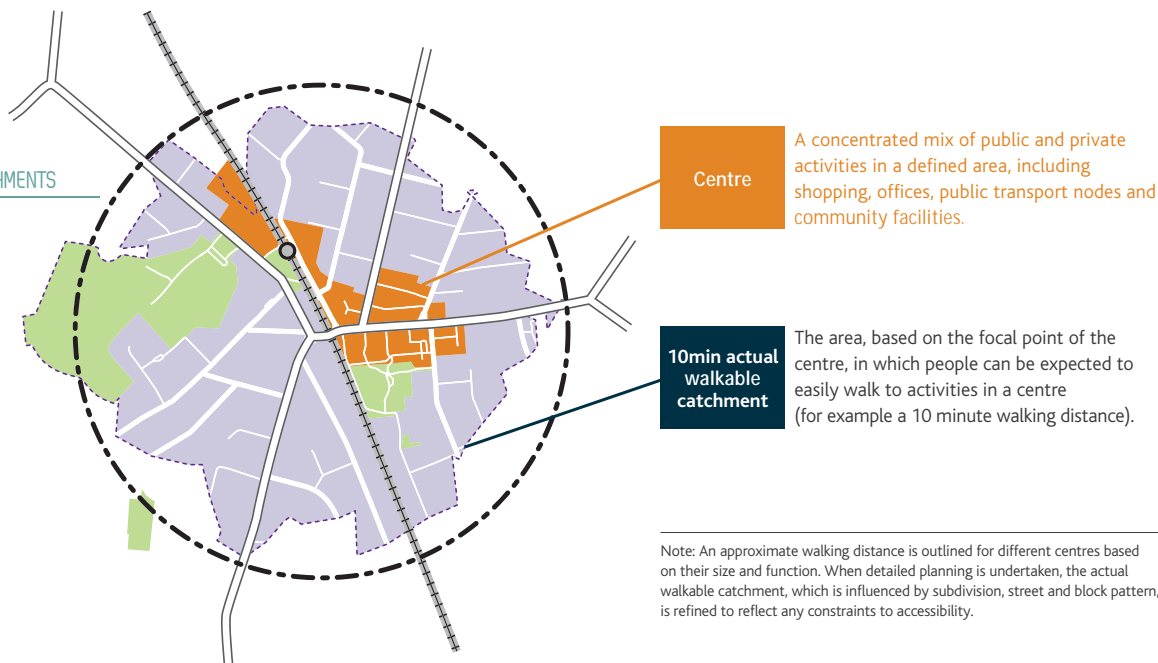 HMENTS
Centre
A concentrated mix of public and private
activities in a defined area, including
shopping, offices, public transport nodes and
community facilities.
10min actual
walkable
catchment
The area, based on the focal point of the
centre, in which people can be expected to
easily walk to activities in a centre
(for example a 10 minute walking distance).
Note: An approximate walking distance is outlined for different centres based
on their size and function. When detailed planning is undertaken, the actual
walkable catchment, which is influenced by subdivision, street and block pattern,
is refined to reflect any constraints to accessibility.